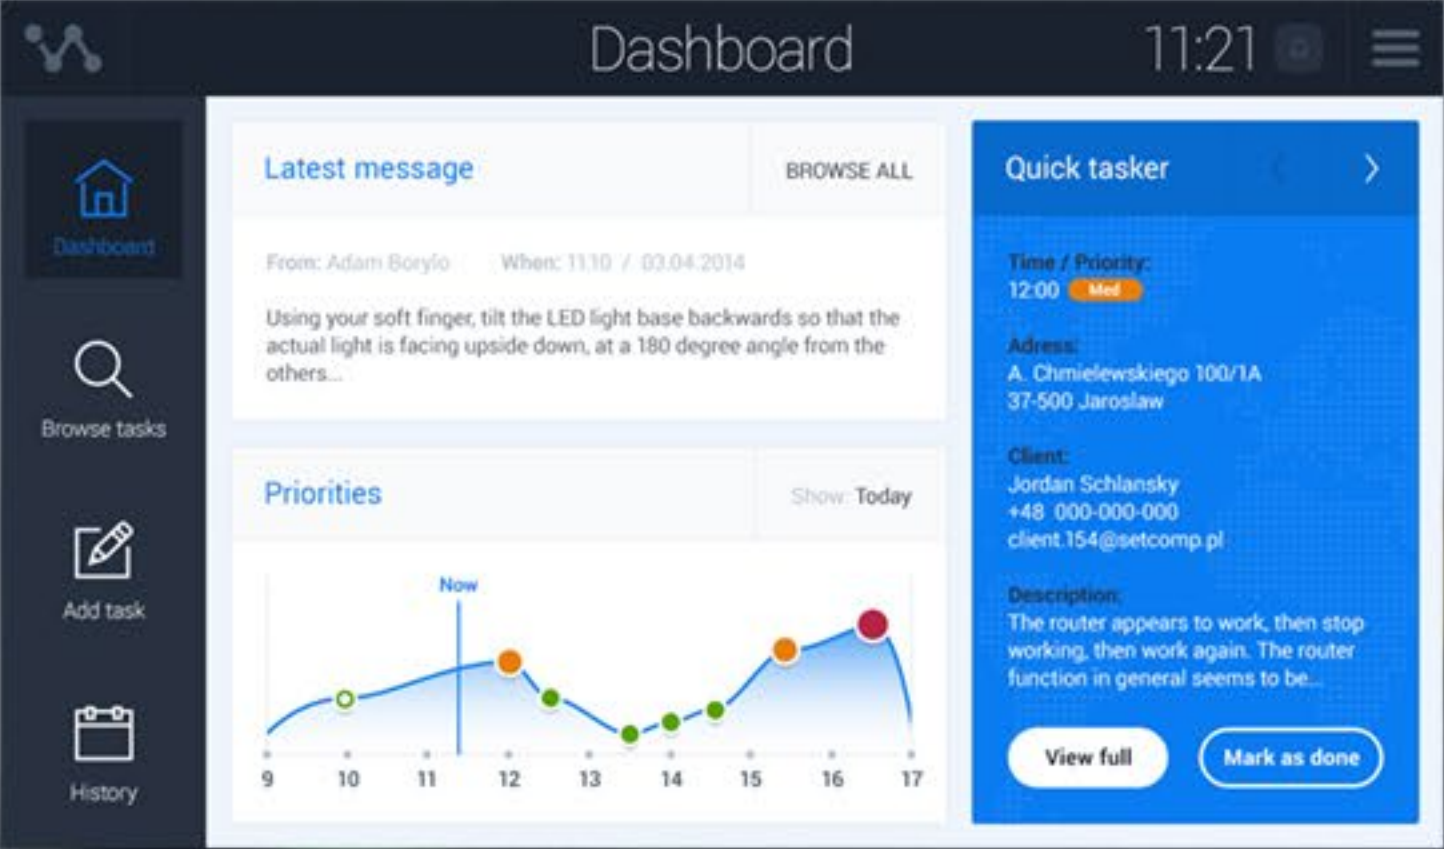 Dashboard
11:21
Dashboard
Browse tasks
Add task
History
Latest message
BROWSE ALL
From: Adam Borylo
When: 11.10 / 03.04.2014
Using your soft finger, tilt the LED light base backwards so that the
actual light is facing upside down, at a 180 degree angle from the
others...
Priorities
Show: Today
Now
9 10 11 12 13 14 15 16 17
Quick tasker
Time / Priority:
12:00 Med
Adress:
A. Chmielewskiego 100/1A
37-500 Jaroslaw
Client:
Jordan Schlansky
+48 000-000-000
client.154@setcomp.pl
Description:
The router appears to work, then stop
working, then work again. The router
function in general seems to be...
View full
Mark as done